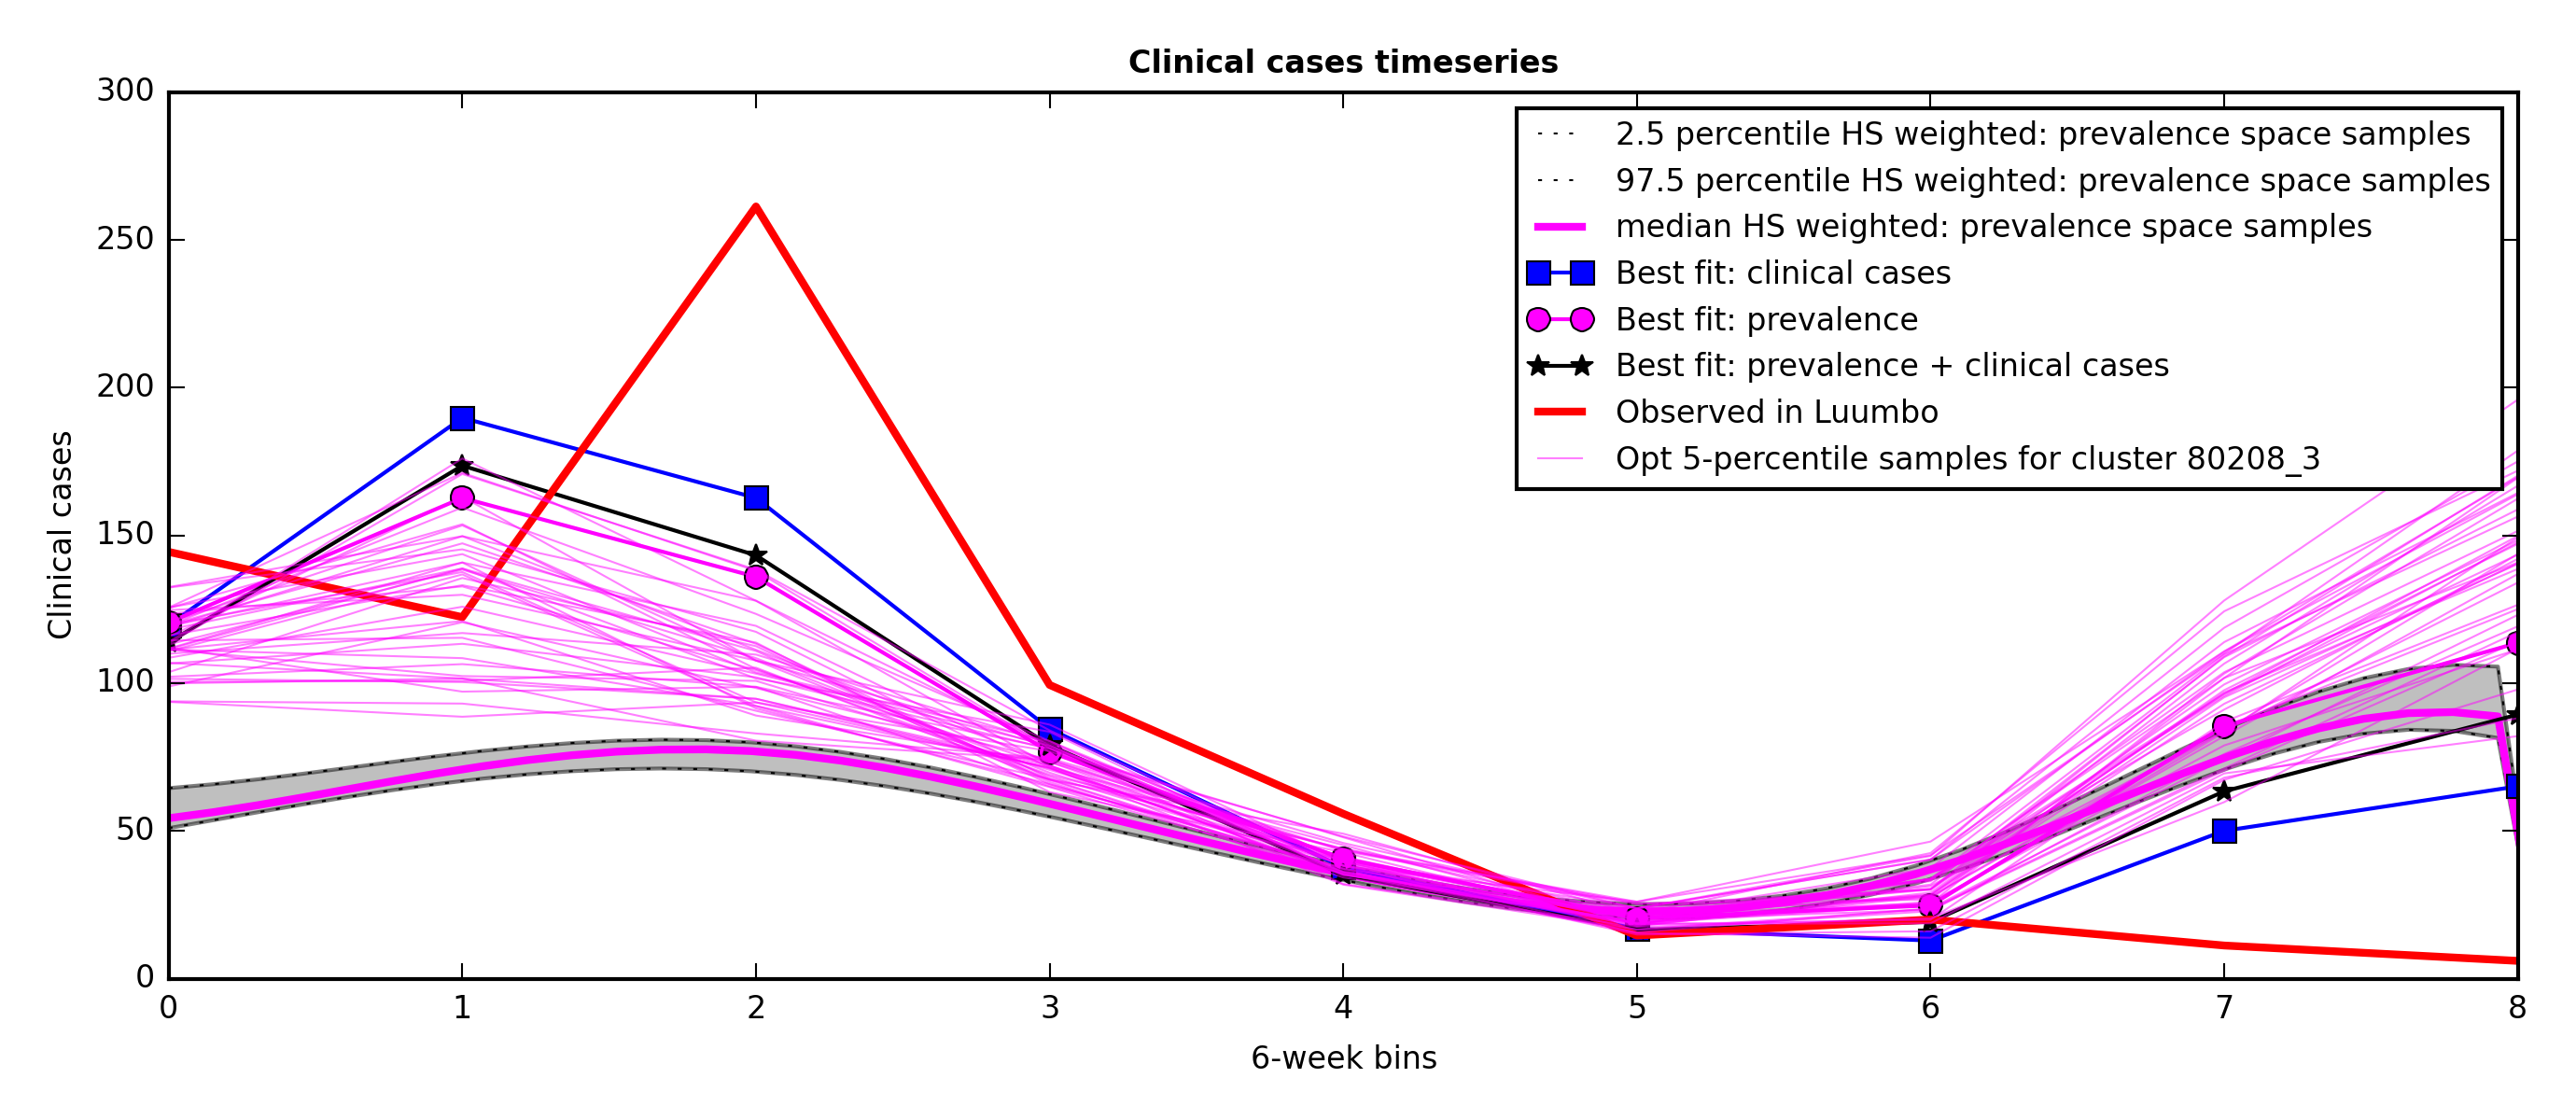 Clinical cases timeseries
300
250
200
150
100
50
0
Clinical cases
2.5 percentile HS weighted: prevalence space samples
97.5 percentile HS weighted: prevalence space samples
median HS weighted: prevalence space samples
Best fit: clinical cases
Best fit: prevalence
Best fit: prevalence + clinical cases
Observed in Luumbo
Opt 5-percentile samples for cluster 80208_3
0 1 2 3 4 5 6 7 8
6-week bins